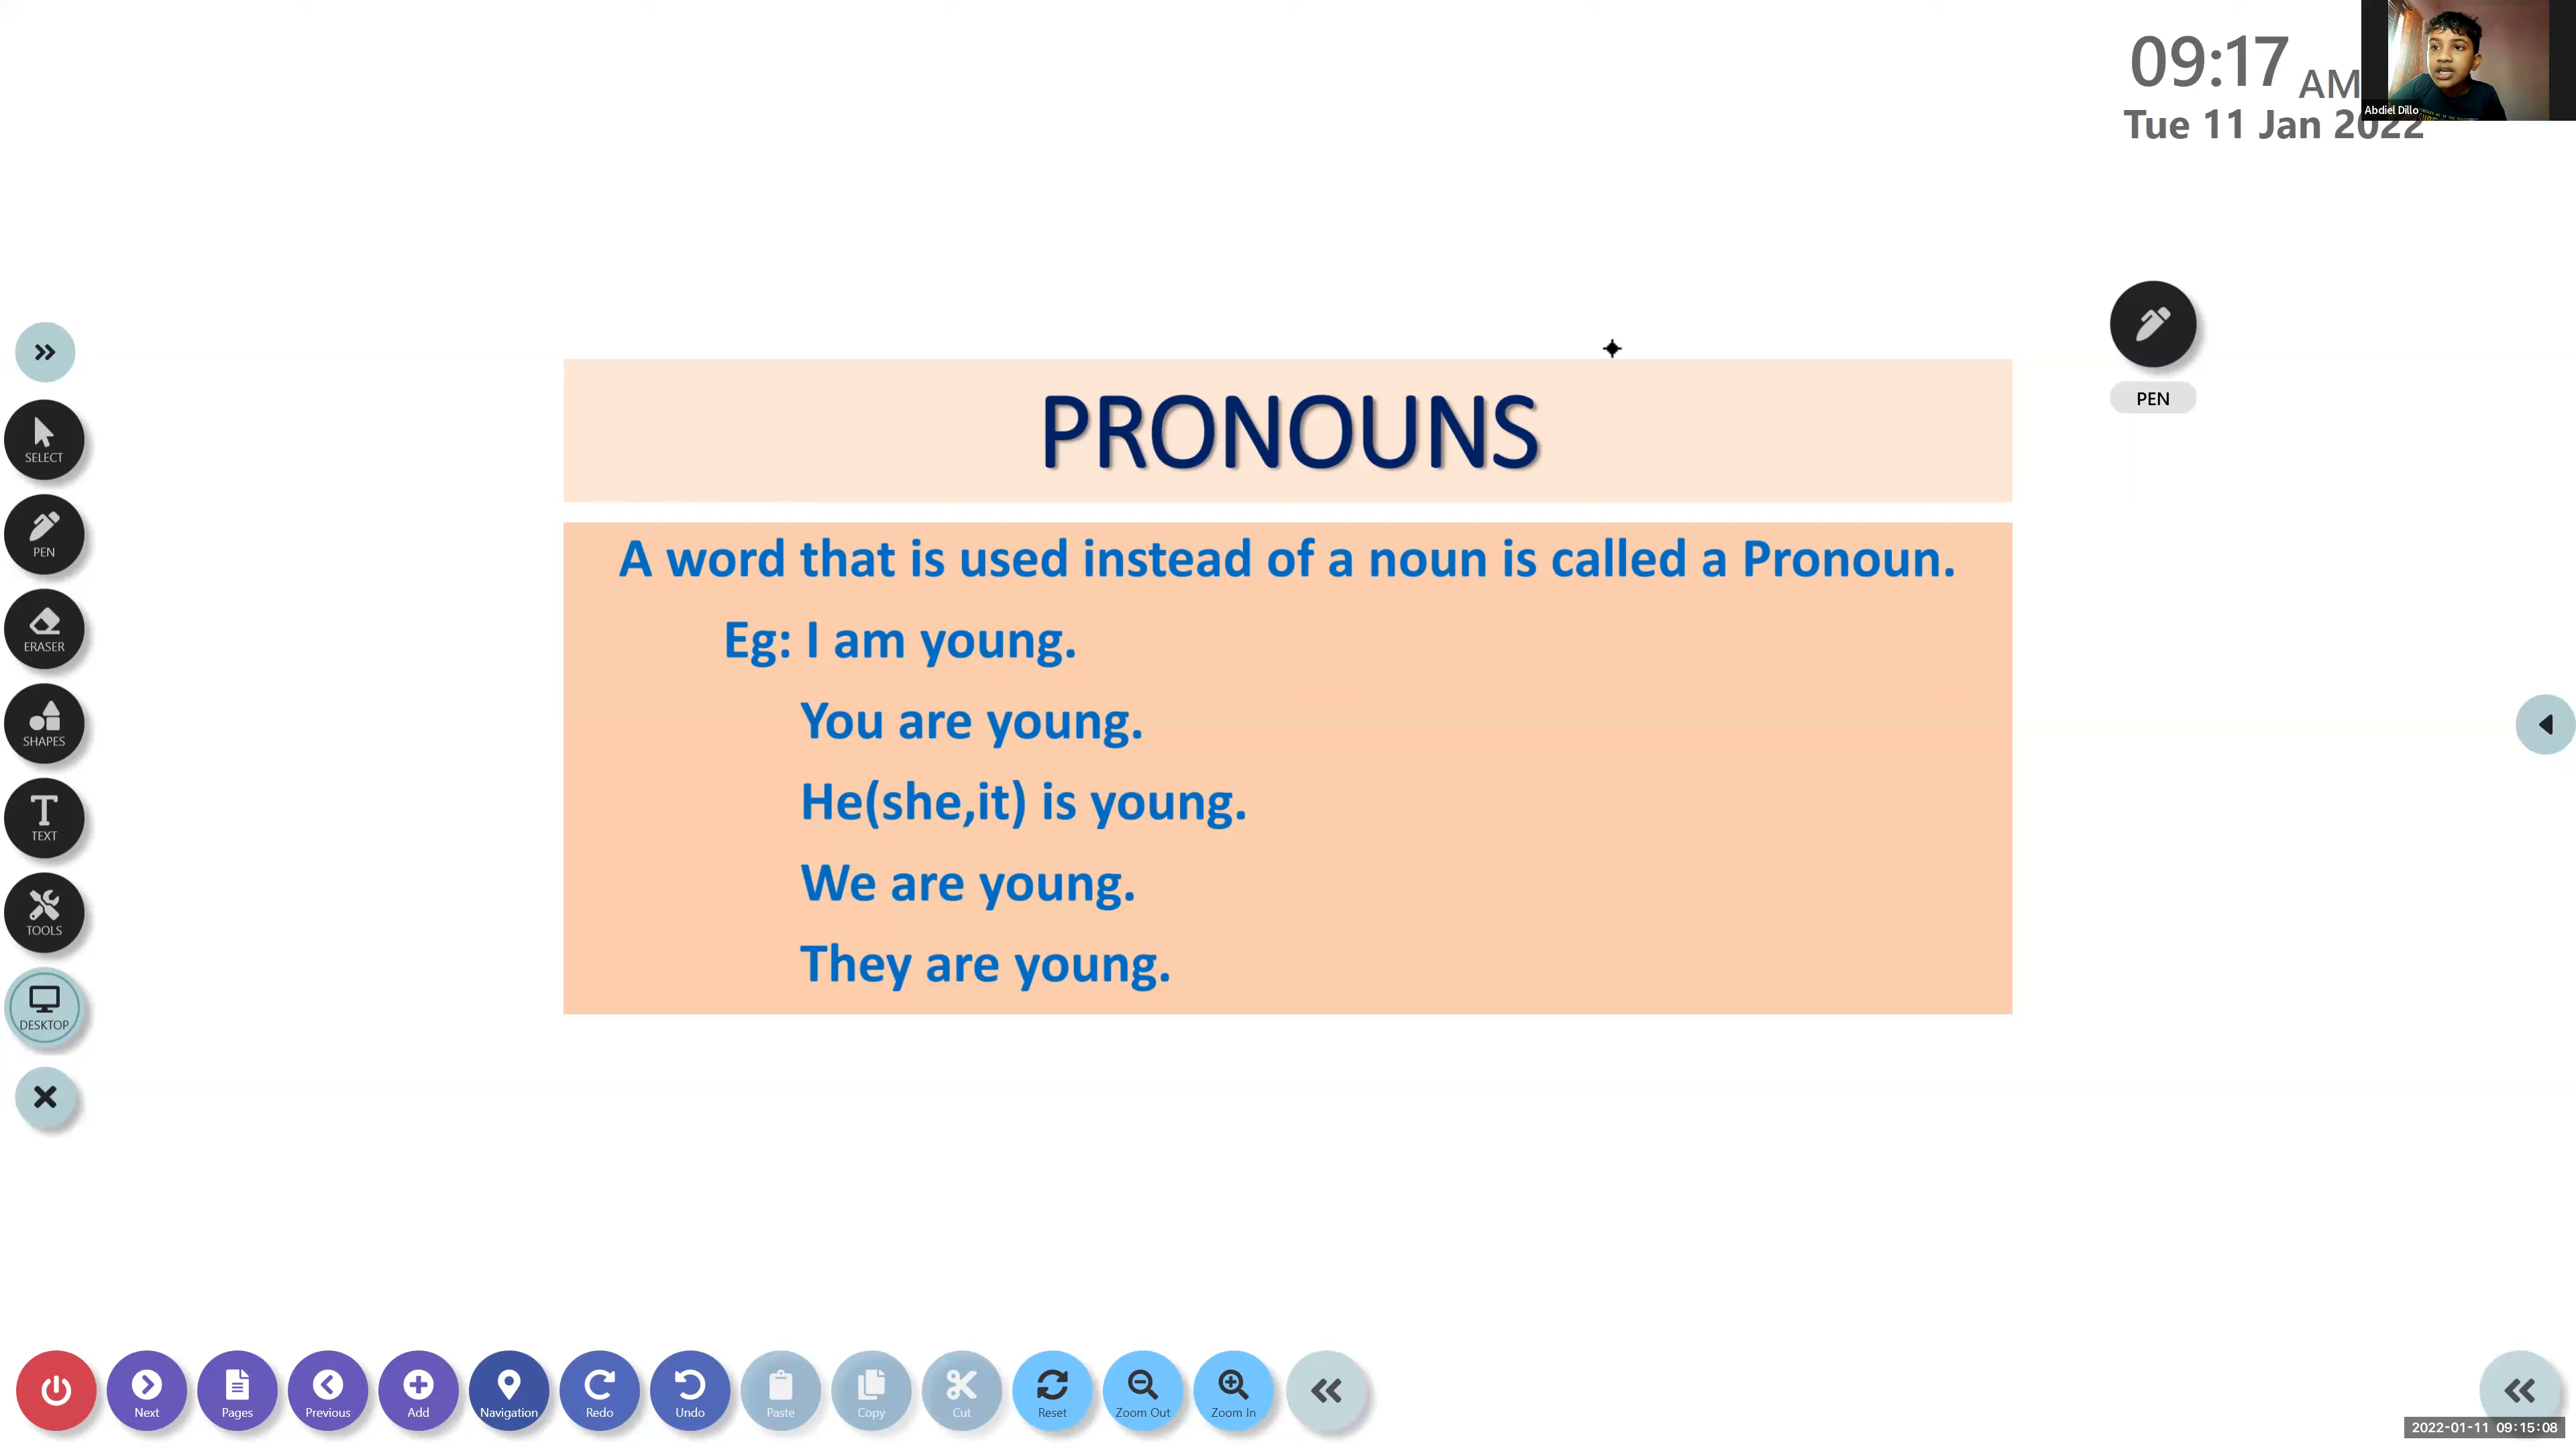 09:17 AM
Abdiel Dillo
Tue 11 Jan 2022
PEN
SELECT
PEN
ERASER
SHAPES
TEXT
TOOLS
DESKTOP
PRONOUNS
A word that is used instead of a noun is called a Pronoun.
Eg: I am young.
You are young.
He(she,it) is young.
We are young.
They are young.
Next
Pages
Previous
Add
Navigation
Redo
Undo
Paste
Copy
Cut
Reset
Zoom Out
Zoom In
2022-01-11 09:15:08